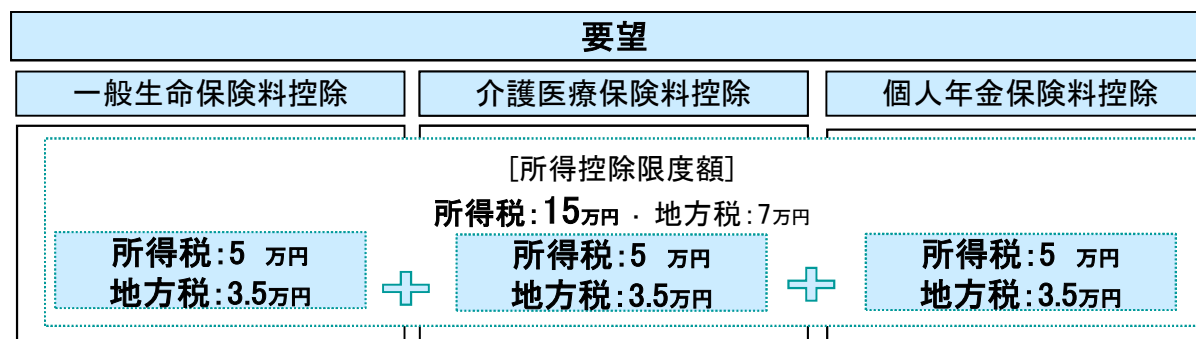 要望
一般生命保険料控除
介護医療保険料控除
個人年金保険料控除
[所得控除限度額]
所得税:15万円 ・ 地方税:7万円
所得税:5 万円
地方税:3.5万円
所得税:5 万円
地方税:3.5万円
所得税:5 万円
地方税:3.5万円